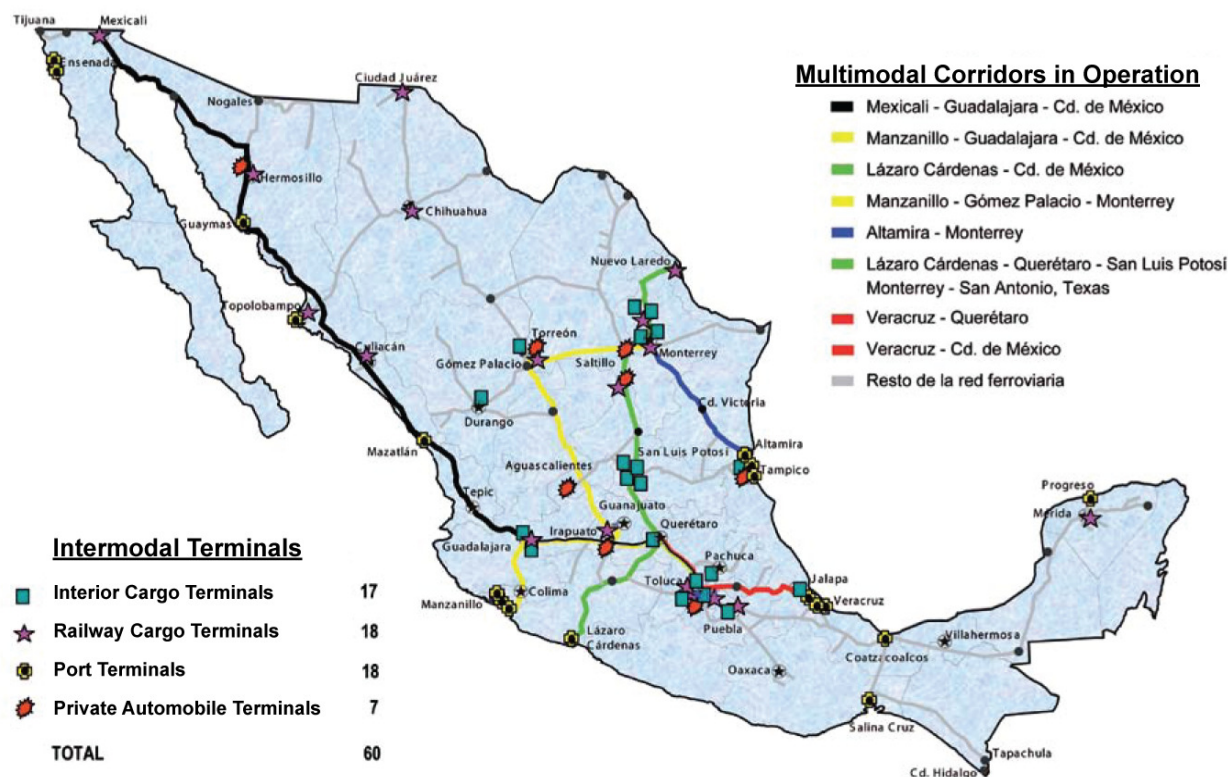 Tijuana
Mexicali
Ensenada
Nogales
Ciudad Juárez
Hermosillo
Chihuahua
Guaymas
Nuevo Laredo
Topolobampo
Culiacán
Torreón
Gómez Palacio
Saltillo
Monterrey
Durango
Cd. Victoria
Mazatlán
San Luis Potosí
Altamira
Tampico
Aguascalientes
Tepic
Guanajuato
Irapuato
Querétaro
Guadalajara
Pachuca
Progreso
Mérida
Toluca
Jalapa
Colima
Manzanillo
Veracruz
Puebla
Lázaro
Cárdenas
Villahermosa
Coatzacoalcos
Oaxaca
Salina Cruz
Tapachula
Cd. Hidalgo
Multimodal Corridors in Operation
Mexicali - Guadalajara - Cd. de México
Manzanillo - Guadalajara - Cd. de México
Lázaro Cárdenas - Cd. de México
Manzanillo - Gómez Palacio - Monterrey
Altamira - Monterrey
Lázaro Cárdenas - Querétaro - San Luis Potosi
Monterrey - San Antonio, Texas
Veracruz - Querétaro
Veracruz - Cd. de México
Resto de la red ferroviaria
Intermodal Terminals
Interior Cargo Terminals 17
Railway Cargo Terminals 18
Port Terminals 18
Private Automobile Terminals 7
TOTAL 60